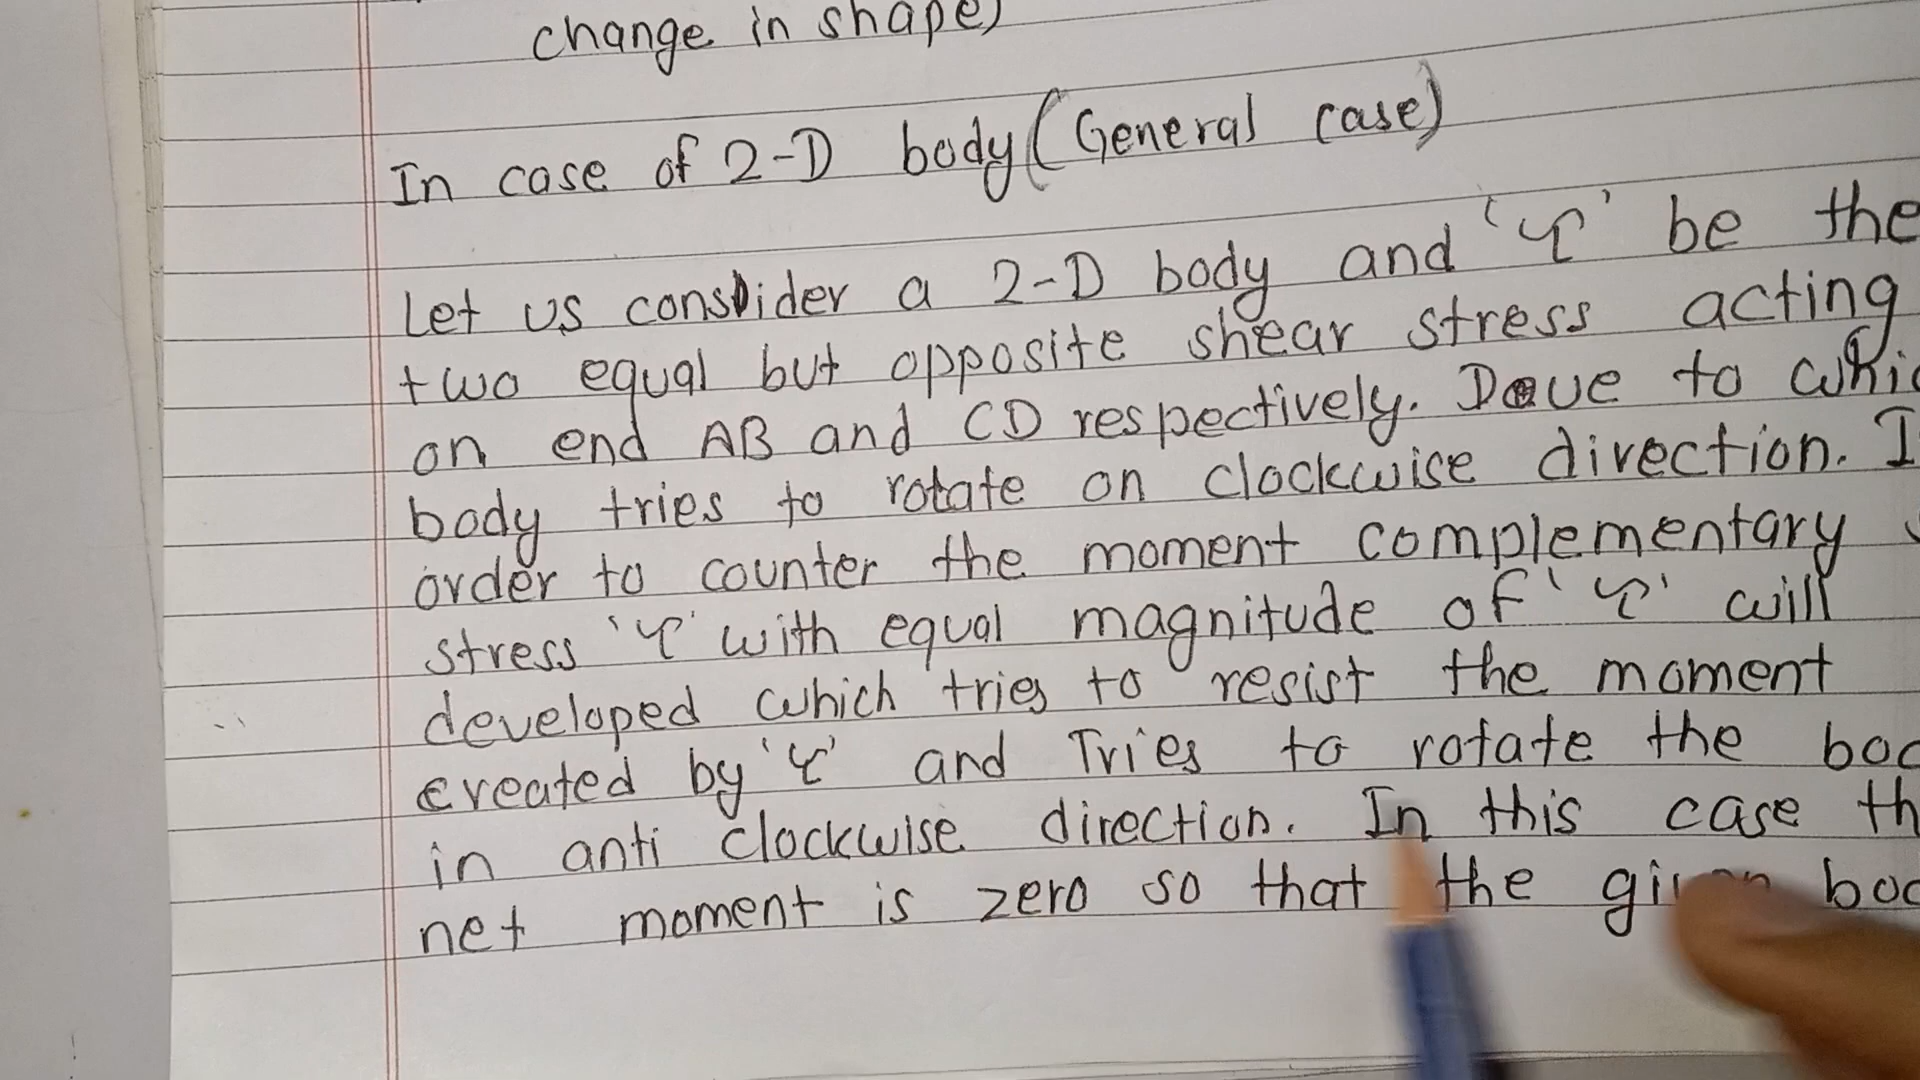 change in shape)
In case of 2-D body (General case)
Let us consider a 2-D body and 'τ' be the
two equal but opposite shear stress acting
on end AB and CD respectively. Due to whic
body tries to rotate on clockwise direction. I
order to counter the moment complementary
stress 'τ' with equal magnitude of 'τ' will
developed which tries to resist the moment
created by 'τ' and Tries to rotate the bod
in anti clockwise direction. In this case th
net moment is zero so that the given bod